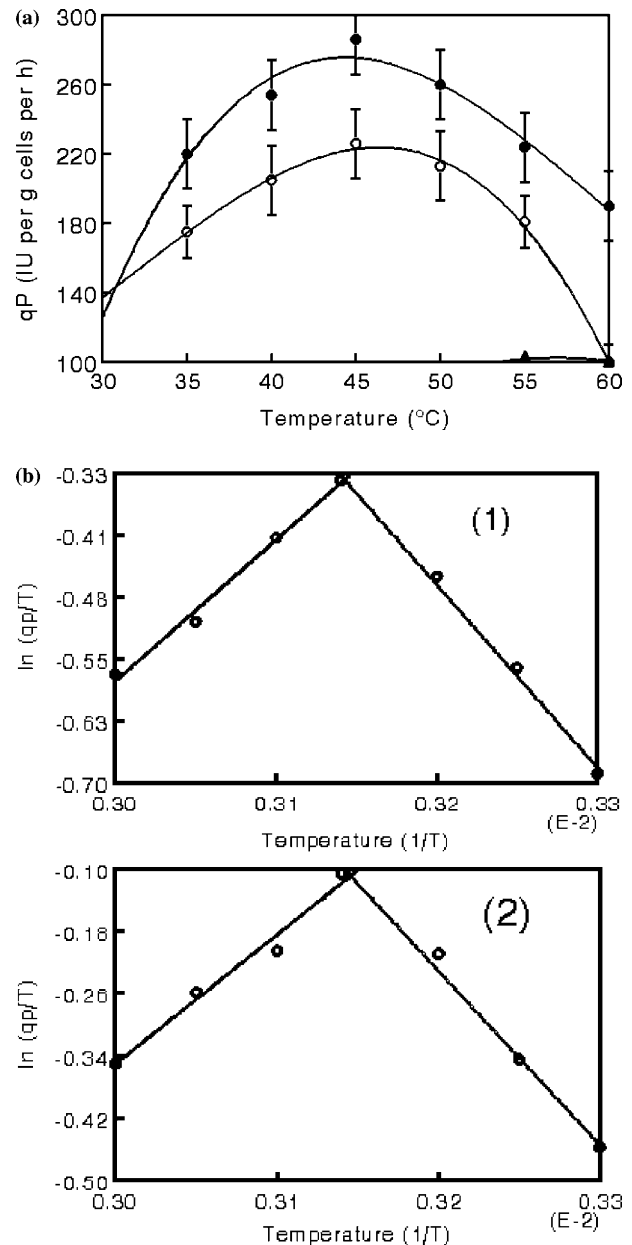 (a)
300
260
220
180
140
100
qP (IU per g cells per h)
30 35 40 45 50 55 60
Temperature (°C)
(b)
-0.33
-0.41
-0.48
-0.55
-0.63
-0.70
ln (qp/T)
(1)
0.30 0.31 0.32 0.33
(E-2)
Temperature (1/T)
-0.10
-0.18
-0.26
-0.34
-0.42
-0.50
ln (qp/T)
(2)
0.30 0.31 0.32 0.33
(E-2)
Temperature (1/T)